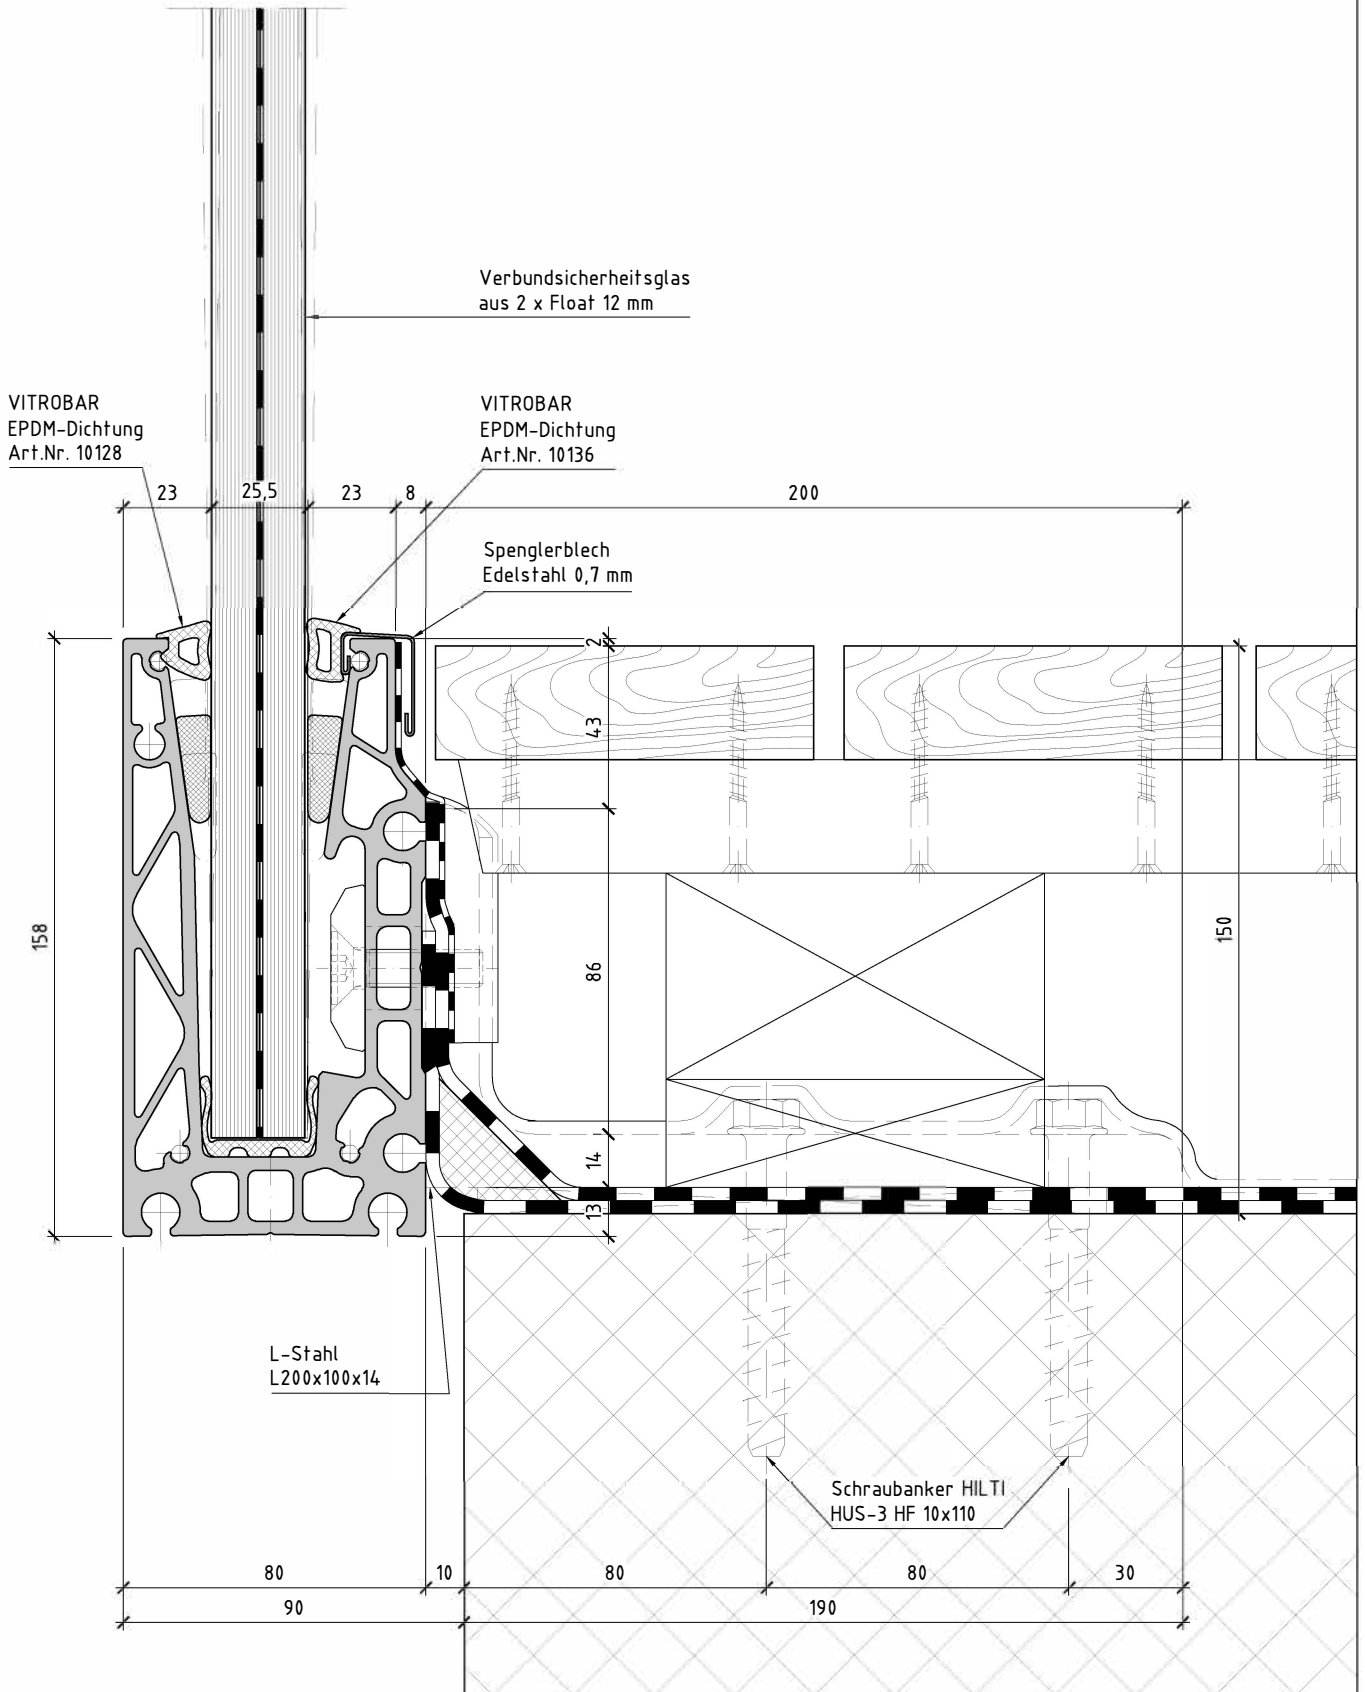 Verbundsicherheitsglas
aus 2 x Float 12 mm
VITROBAR
EPDM-Dichtung
Art.Nr. 10128
VITROBAR
EPDM-Dichtung
Art.Nr. 10136
23
25,5
23
8
200
Spenglerblech
Edelstahl 0,7 mm
2
43
158
86
150
14
13
L-Stahl
L200x100x14
Schraubanker HILTI
HUS-3 HF 10x110
80
10
80
80
30
90
190